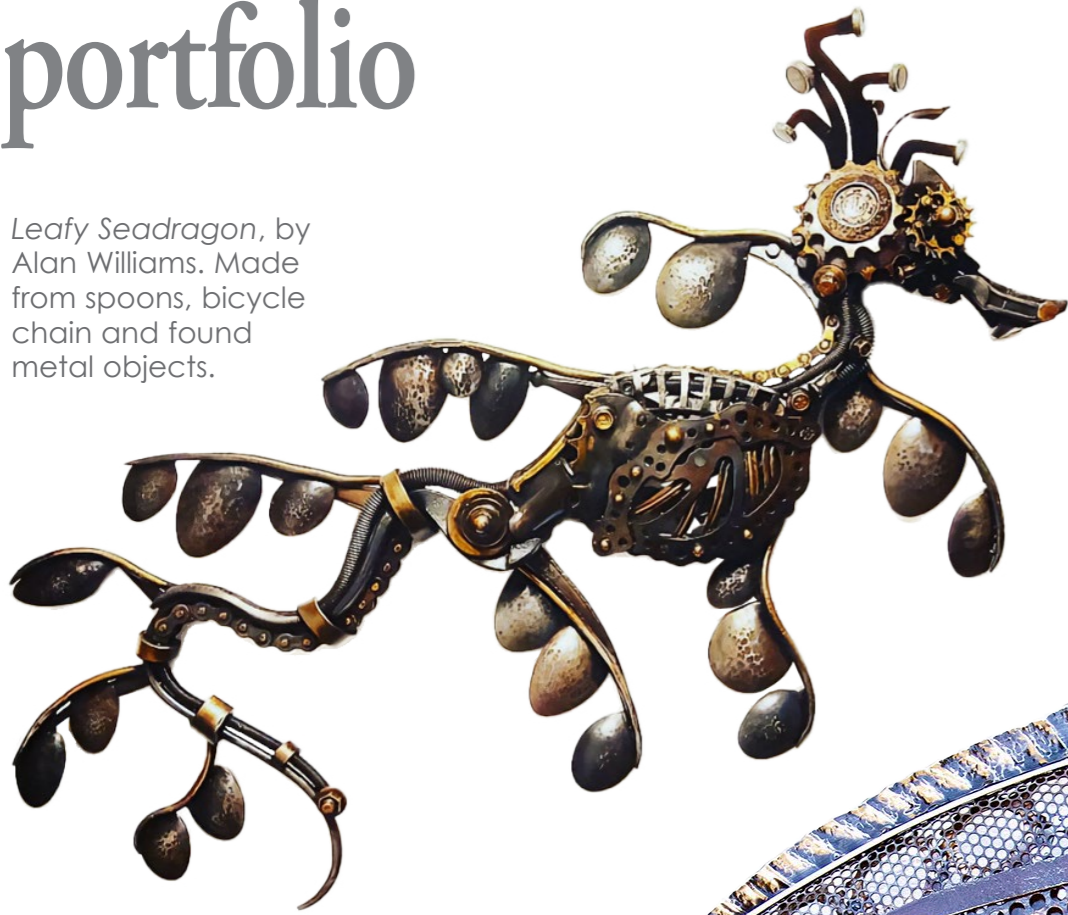 portfolio
Leafy Seadragon, by
Alan Williams. Made
from spoons, bicycle
chain and found
metal objects.